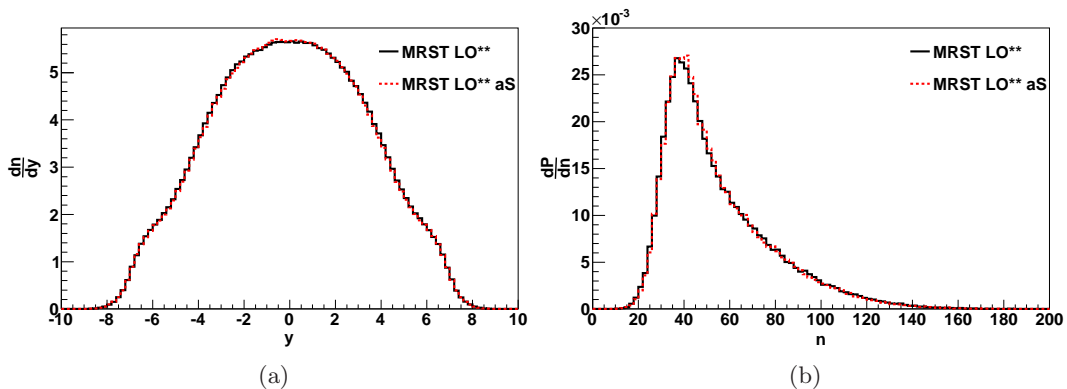 MRST LO**
MRST LO** aS
dn
dy
5
4
3
2
1
0
-10 -8 -6 -4 -2 0 2 4 6 8 10
y
(a)
×10-3
30
25
20
15
10
5
0
MRST LO**
MRST LO** aS
dP
dn
0 20 40 60 80 100 120 140 160 180 200
n
(b)